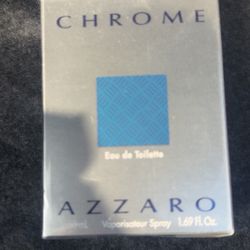 CHROME
Eau de Toilette
AZZARO
Vaporisateur Spray 1.69 fl. Oz.